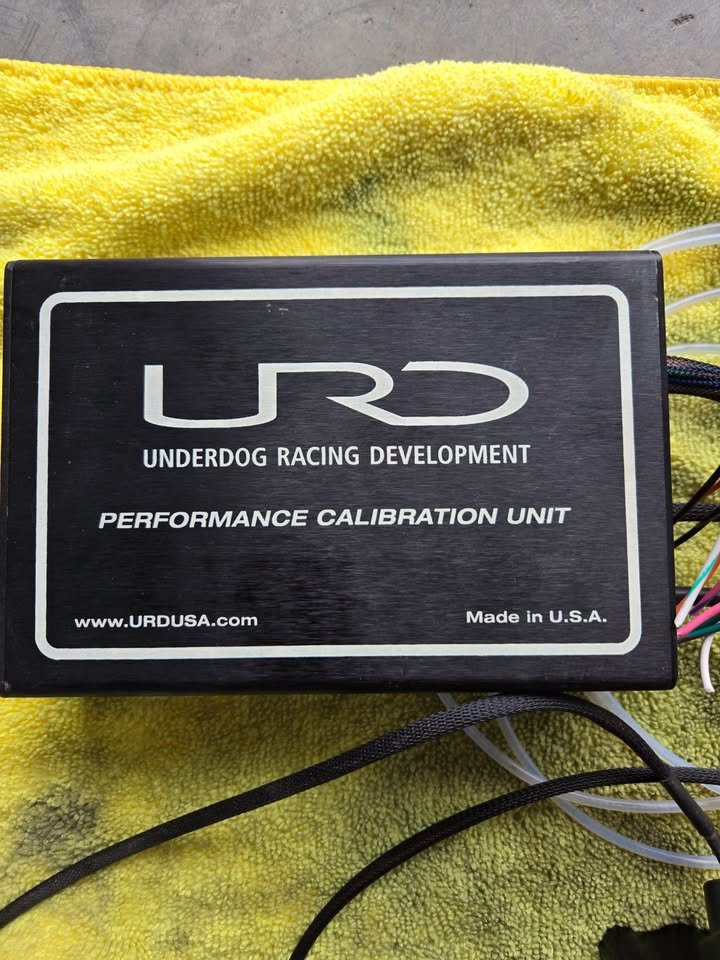 URD
UNDERDOG RACING DEVELOPMENT
PERFORMANCE CALIBRATION UNIT
www.URDUSA.com Made in U.S.A.